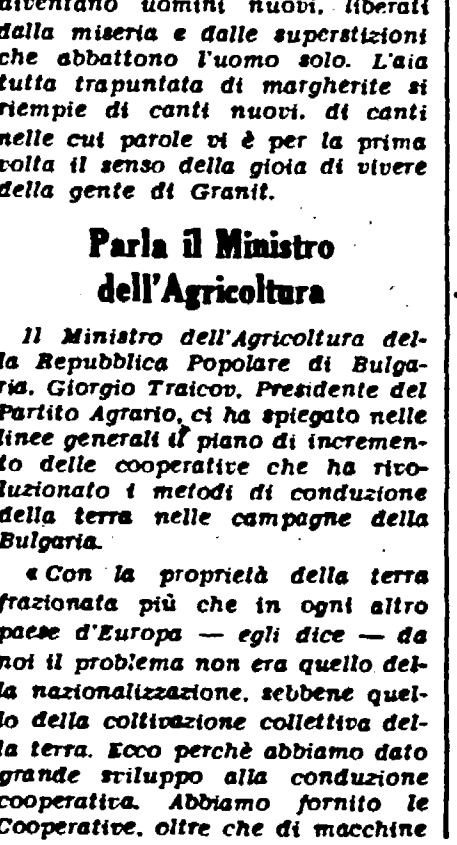 diventano uomini nuovi, liberati
dalla miseria e dalle superstizioni
che abbattono l'uomo solo. L'aia
tutta trapuntata di margherite si
riempie di canti nuovi, di canti
nelle cui parole vi è per la prima
volta il senso della gioia di vivere
della gente di Granit.
Parla il Ministro
dell'Agricoltura
Il Ministro dell'Agricoltura del-
la Repubblica Popolare di Bulga-
ria, Giorgio Traicov, Presidente del
Partito Agrario, ci ha spiegato nelle
linee generali il piano di incremen-
to delle cooperative che ha rivo-
luzionato i metodi di conduzione
della terra nelle campagne della
Bulgaria.
« Con la proprietà della terra
frazionata più che in ogni altro
paese d'Europa — egli dice — da
noi il problema non era quello del-
la nazionalizzazione, sebbene quel-
lo della coltivazione collettiva del-
la terra. Ecco perchè abbiamo dato
grande sviluppo alla conduzione
cooperativa. Abbiamo fornito le
Cooperative, oltre che di macchine